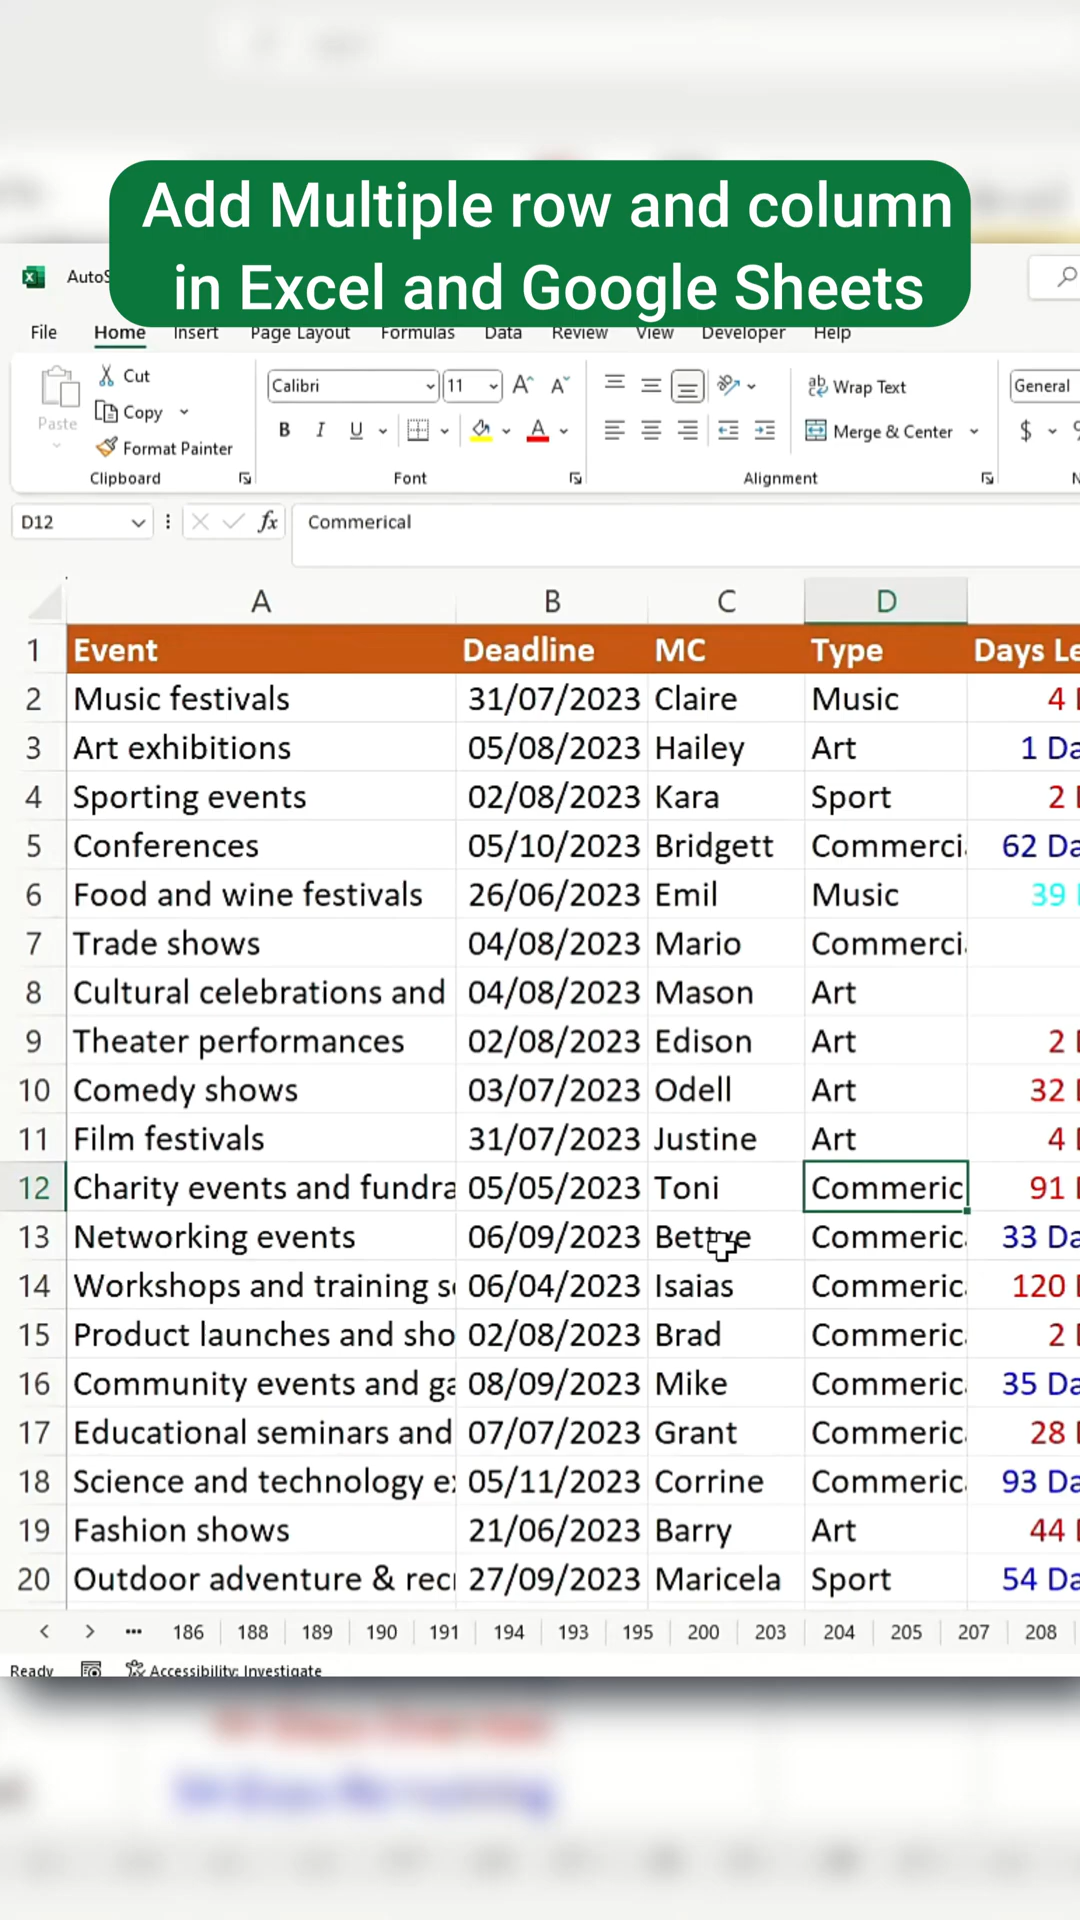 Add Multiple row and column
in Excel and Google Sheets
File Home Insert Page Layout Formulas Data Review View Developer Help
Cut
Copy
Paste
Format Painter
Clipboard
Calibri 11
B I U
Font
Wrap Text
Merge & Center
Alignment
General
$
D12
fx
Commerical
A B C D
1 Event Deadline MC Type Days Le
2 Music festivals 31/07/2023 Claire Music 4
3 Art exhibitions 05/08/2023 Hailey Art 1 Da
4 Sporting events 02/08/2023 Kara Sport 2
5 Conferences 05/10/2023 Bridgett Commerci 62 Da
6 Food and wine festivals 26/06/2023 Emil Music 39
7 Trade shows 04/08/2023 Mario Commerci
8 Cultural celebrations and 04/08/2023 Mason Art
9 Theater performances 02/08/2023 Edison Art 2
10 Comedy shows 03/07/2023 Odell Art 32
11 Film festivals 31/07/2023 Justine Art 4
12 Charity events and fundra 05/05/2023 Toni Commeric 91
13 Networking events 06/09/2023 Commeric 33 Da
14 Workshops and training s 06/04/2023 Isaias Commeric 120
15 Product launches and sho 02/08/2023 Brad Commeric 2
16 Community events and ga 08/09/2023 Mike Commeric 35 Da
17 Educational seminars and 07/07/2023 Grant Commeric 28
18 Science and technology e 05/11/2023 Corrine Commeric 93 Da
19 Fashion shows 21/06/2023 Barry Art 44
20 Outdoor adventure & rec 27/09/2023 Maricela Sport 54 Da
186 188 189 190 191 194 193 195 200 203 204 205 207 208
Ready Accessibility: Investigate